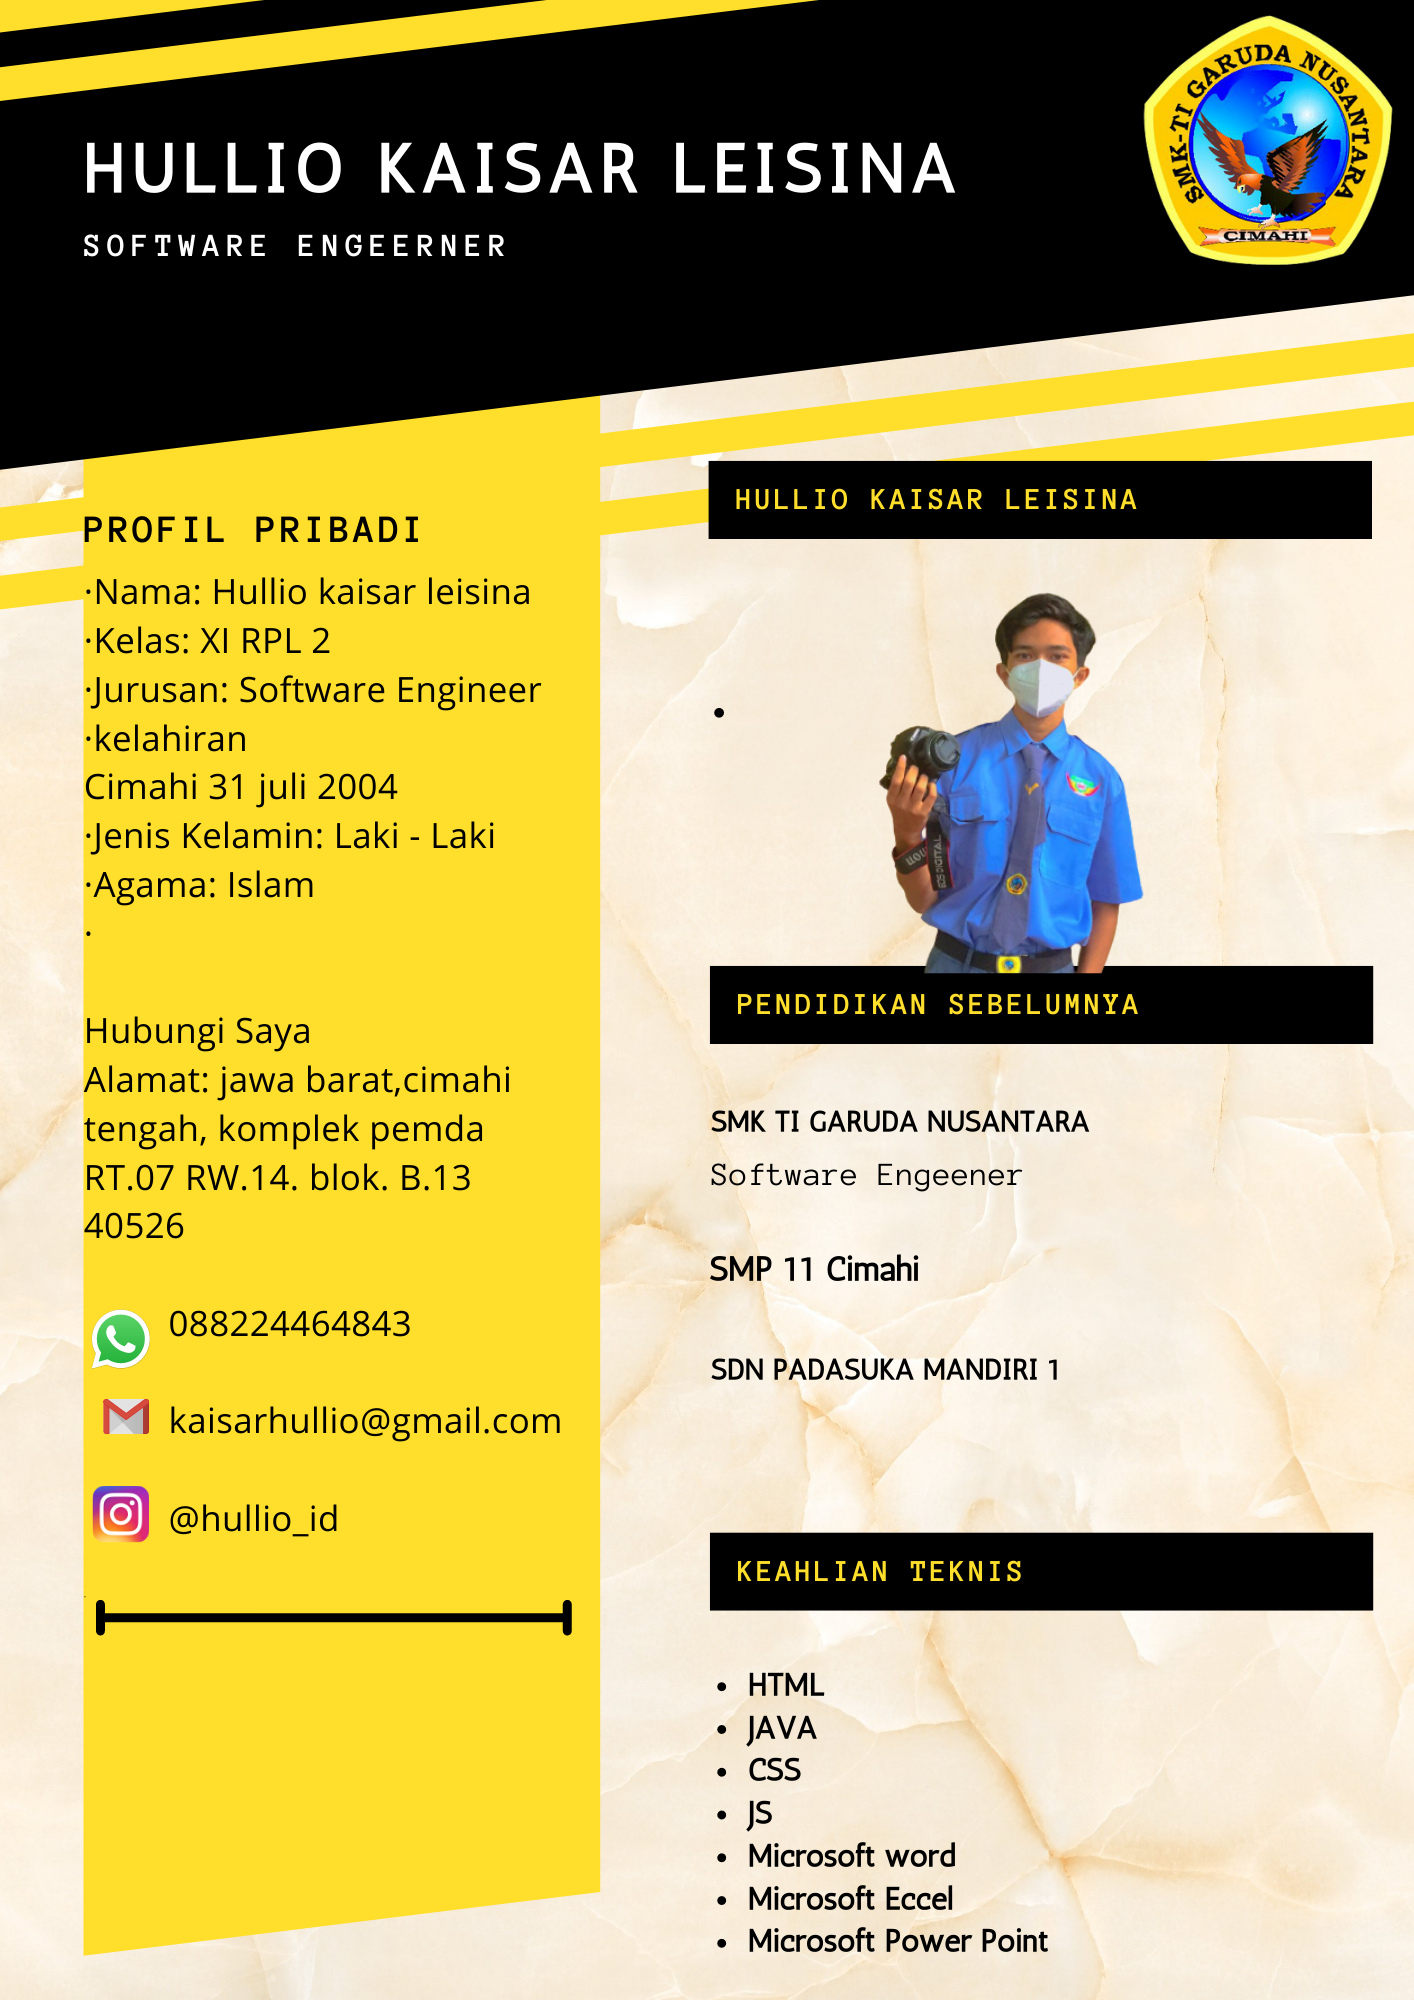 SMK-TI GARUDA NUSANTARA
CIMAHI
HULLIO KAISAR LEISINA
SOFTWARE ENGEERNER
PROFIL PRIBADI
·Nama: Hullio kaisar leisina
·Kelas: XI RPL 2
·Jurusan: Software Engineer
·kelahiran
Cimahi 31 juli 2004
·Jenis Kelamin: Laki - Laki
·Agama: Islam
·
Hubungi Saya
Alamat: jawa barat,cimahi
tengah, komplek pemda
RT.07 RW.14. blok. B.13
40526
088224464843
kaisarhullio@gmail.com
@hullio_id
HULLIO KAISAR LEISINA
•
PENDIDIKAN SEBELUMNYA
SMK TI GARUDA NUSANTARA
Software Engeener
SMP 11 Cimahi
SDN PADASUKA MANDIRI 1
KEAHLIAN TEKNIS
• HTML
• JAVA
• CSS
• JS
• Microsoft word
• Microsoft Eccel
• Microsoft Power Point